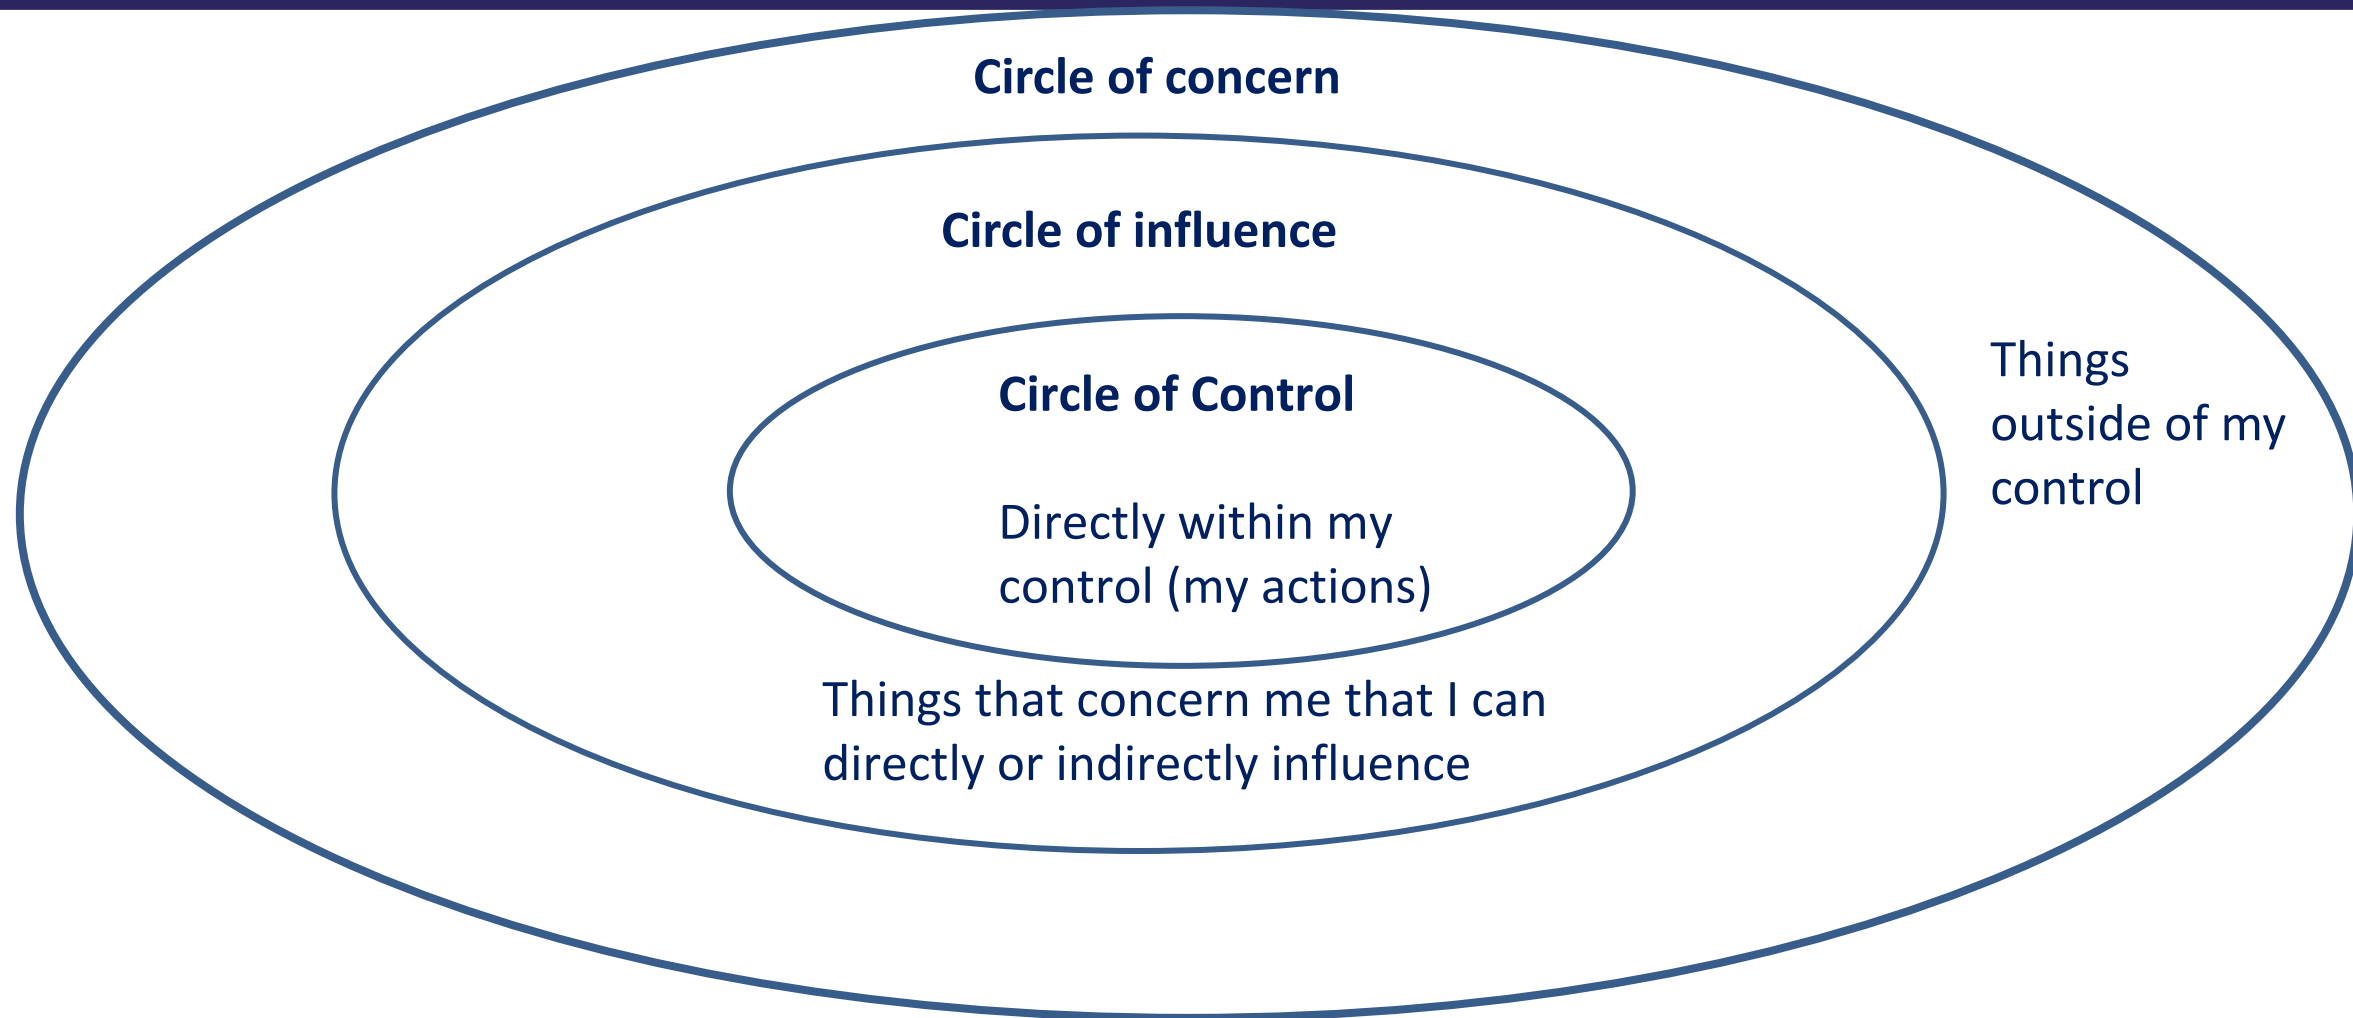 Circle of concern
Circle of influence
Circle of Control
Directly within my
control (my actions)
Things that concern me that I can
directly or indirectly influence
Things
outside of my
control